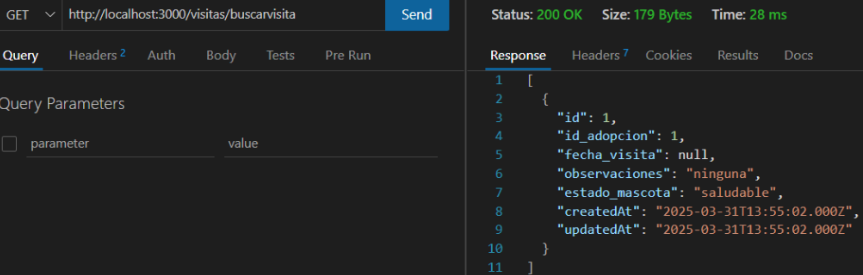 GET http://localhost:3000/visitas/buscarvisita Send
Query Headers 2 Auth Body Tests Pre Run
Query Parameters
parameter value
Status: 200 OK Size: 179 Bytes Time: 28 ms
Response Headers 7 Cookies Results Docs
1 [
2 {
3 "id": 1,
4 "id_adopcion": 1,
5 "fecha_visita": null,
6 "observaciones": "ninguna",
7 "estado_mascota": "saludable",
8 "createdAt": "2025-03-31T13:55:02.000Z",
9 "updatedAt": "2025-03-31T13:55:02.000Z"
10 }
11 ]